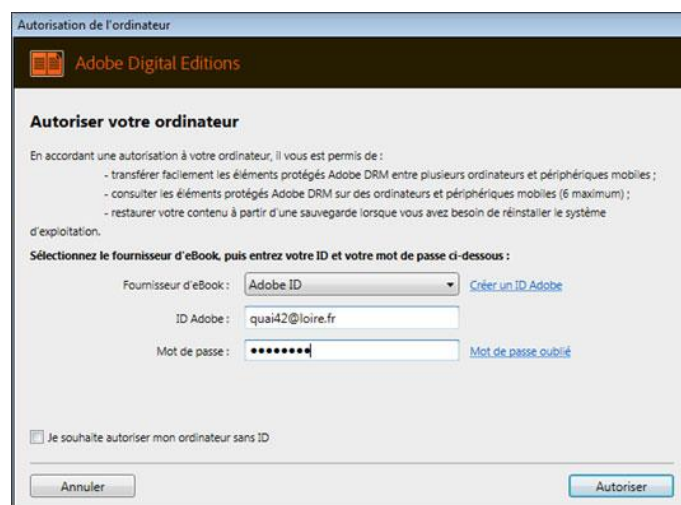 Autorisation de l'ordinateur
Adobe Digital Editions
Autoriser votre ordinateur
En accordant une autorisation à votre ordinateur, il vous est permis de :
- transférer facilement les éléments protégés Adobe DRM entre plusieurs ordinateurs et périphériques mobiles ;
- consulter les éléments protégés Adobe DRM sur des ordinateurs et périphériques mobiles (6 maximum) ;
- restaurer votre contenu à partir d'une sauvegarde lorsque vous avez besoin de réinstaller le système
d'exploitation.
Sélectionnez le fournisseur d'eBook, puis entrez votre ID et votre mot de passe ci-dessous :
Fournisseur d'eBook : Adobe ID Créer un ID Adobe
ID Adobe : quai42@loire.fr
Mot de passe : ●●●●●●●● Mot de passe oublié
Je souhaite autoriser mon ordinateur sans ID
Annuler Autoriser